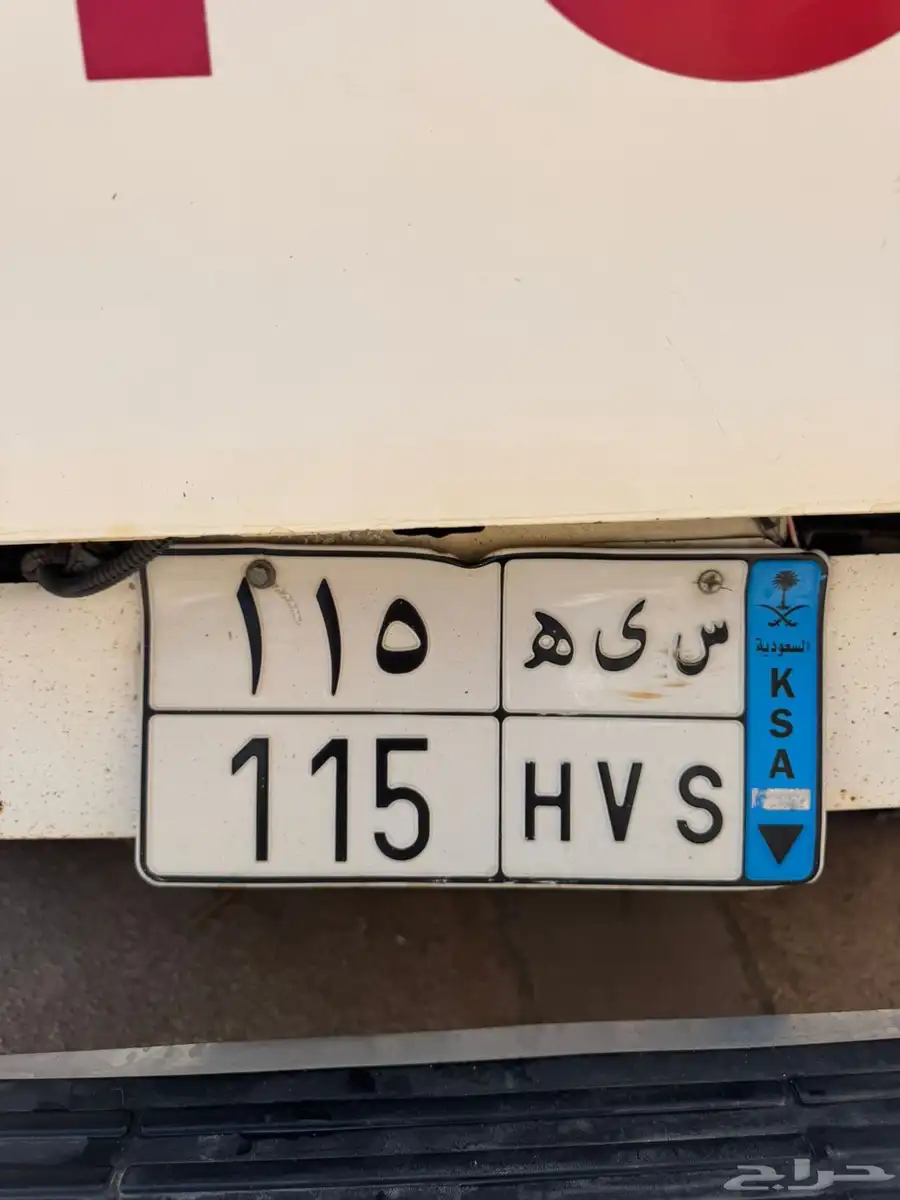 ١١٥ س ى ه
115 HVS
السعودية
K
S
A
حراج